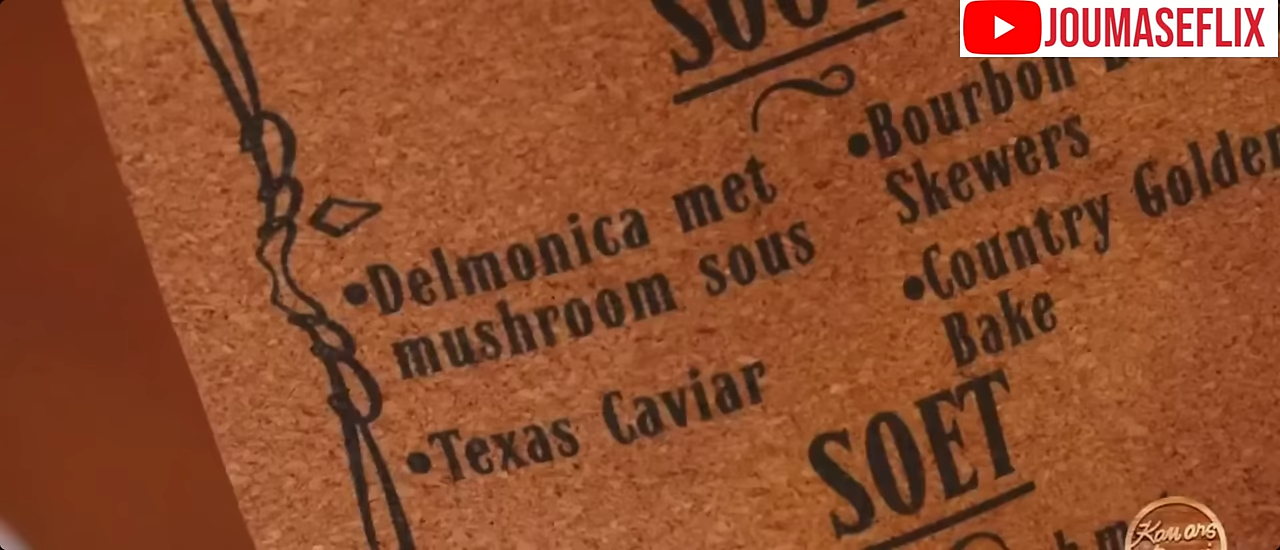 JOUMASEFLIX
•Bourbon
Skewers
•Country Golden
Bake
•Delmonica met
mushroom sous
•Texas Caviar
SOET